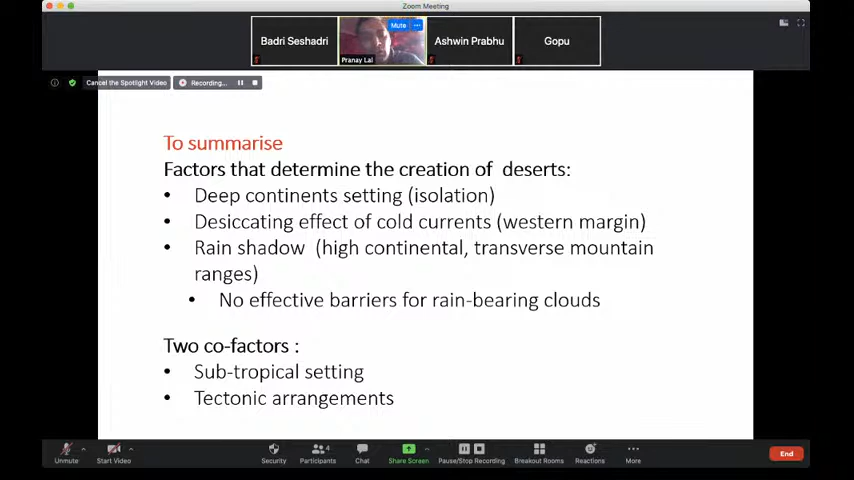 Zoom Meeting
Badri Seshadri
Mute
Pranay Lal
Ashwin Prabhu
Gopu
Cancel the Spotlight Video
Recording...
To summarise
Factors that determine the creation of deserts:
• Deep continents setting (isolation)
• Desiccating effect of cold currents (western margin)
• Rain shadow (high continental, transverse mountain
ranges)
• No effective barriers for rain-bearing clouds
Two co-factors :
• Sub-tropical setting
• Tectonic arrangements
Unmute
Start Video
Security
4
Participants
Chat
Share Screen
Pause/Stop Recording
Breakout Rooms
Reactions
More
End